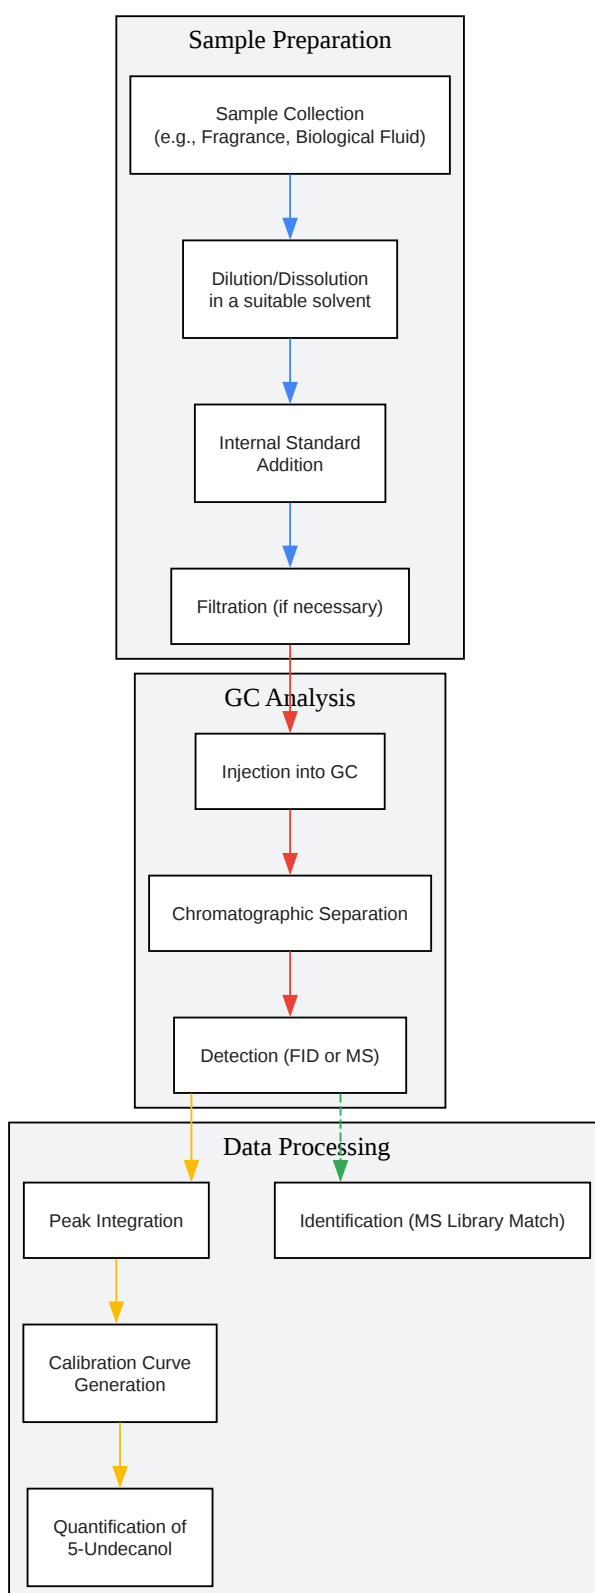 Sample Preparation
Sample Collection
(e.g., Fragrance, Biological Fluid)
Dilution/Dissolution
in a suitable solvent
Internal Standard
Addition
Filtration (if necessary)
GC Analysis
Injection into GC
Chromatographic Separation
Detection (FID or MS)
Data Processing
Peak Integration
Identification (MS Library Match)
Calibration Curve
Generation
Quantification of
5-Undecanol